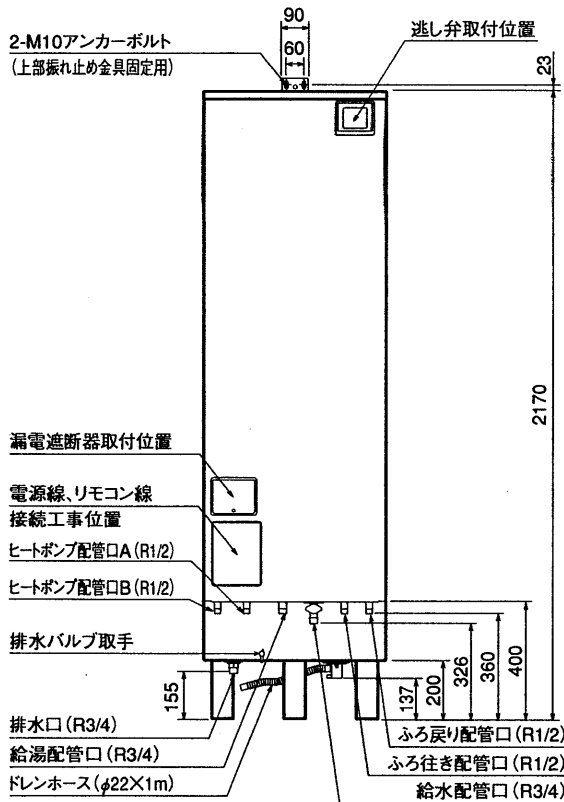 90
60
2-M10アンカーボルト
(上部振れ止め金具固定用)
逃し弁取付位置
23
2170
漏電遮断器取付位置
電源線、リモコン線
接続工事位置
ヒートポンプ配管口A(R1/2)
ヒートポンプ配管口B(R1/2)
排水バルブ取手
155
137
200
326
360
400
排水口(R3/4)
給湯配管口(R3/4)
ドレンホース(φ22×1m)
ふろ戻り配管口(R1/2)
ふろ往き配管口(R1/2)
給水配管口(R3/4)